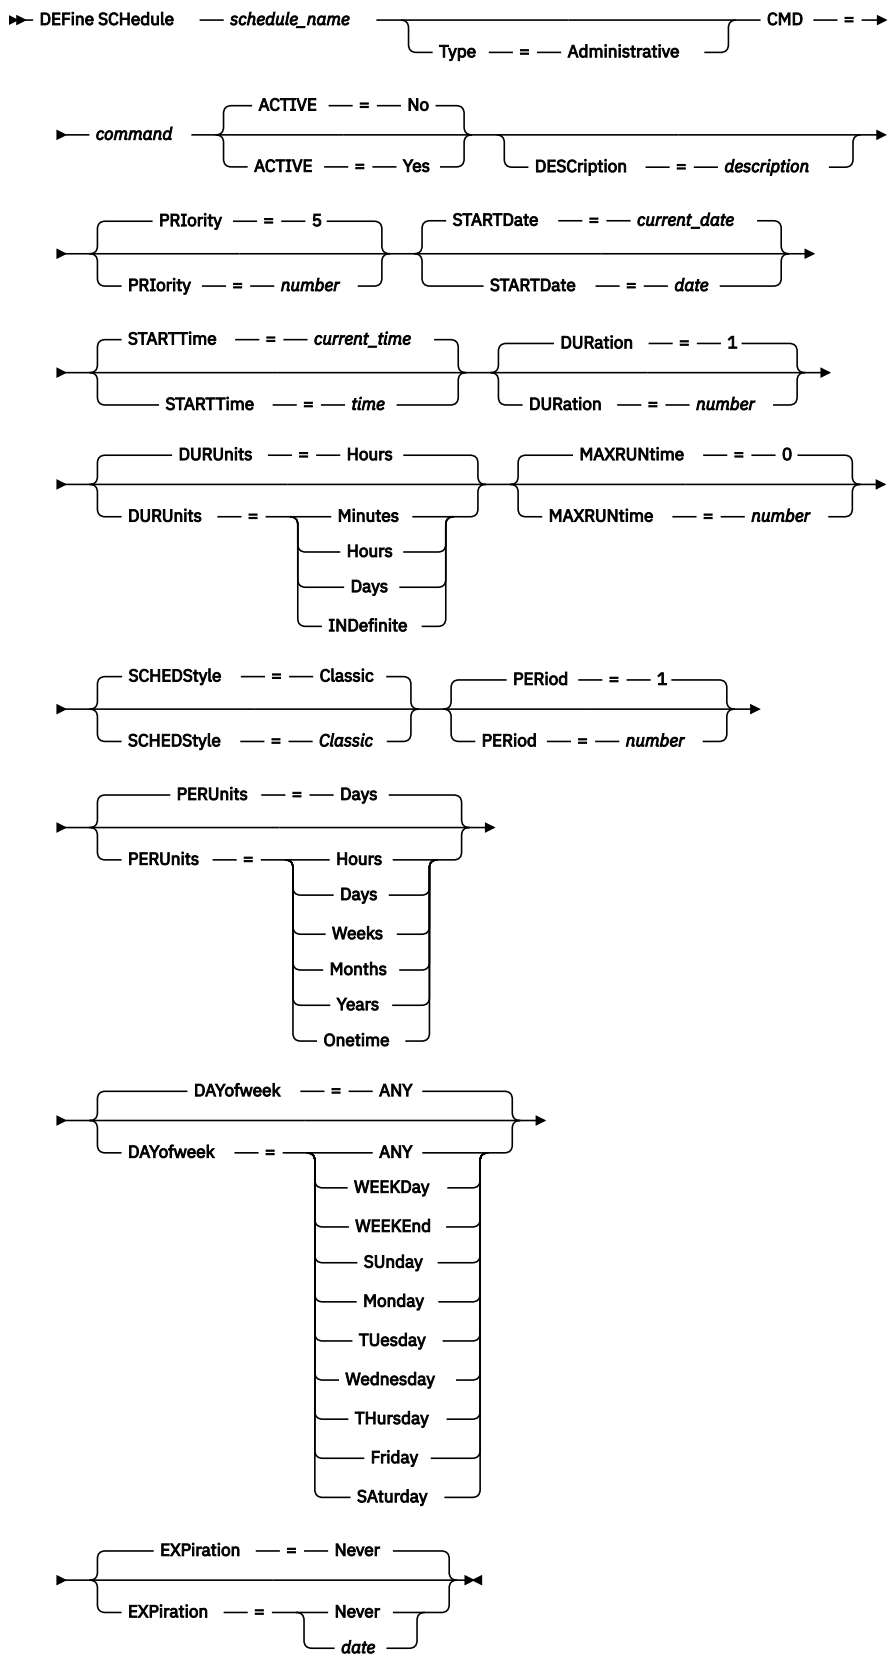 DEFine SCHedule schedule_name CMD =
Type = Administrative
ACTIVE = No
command
ACTIVE = Yes
DESCription = description
PRIority = 5
STARTDate = current_date
PRIority = number
STARTDate = date
STARTTime = current_time
DURation = 1
STARTTime = time
DURation = number
DURUnits = Hours
MAXRUNtime = 0
DURUnits = Minutes
MAXRUNtime = number
Hours
Days
INDefinite
SCHEDStyle = Classic
PERiod = 1
SCHEDStyle = Classic
PERiod = number
PERUnits = Days
PERUnits = Hours
Days
Weeks
Months
Years
Onetime
DAYofweek = ANY
DAYofweek = ANY
WEEKDay
WEEKEnd
SUnday
Monday
TUesday
Wednesday
THursday
Friday
SAturday
EXPiration = Never
EXPiration = Never
date